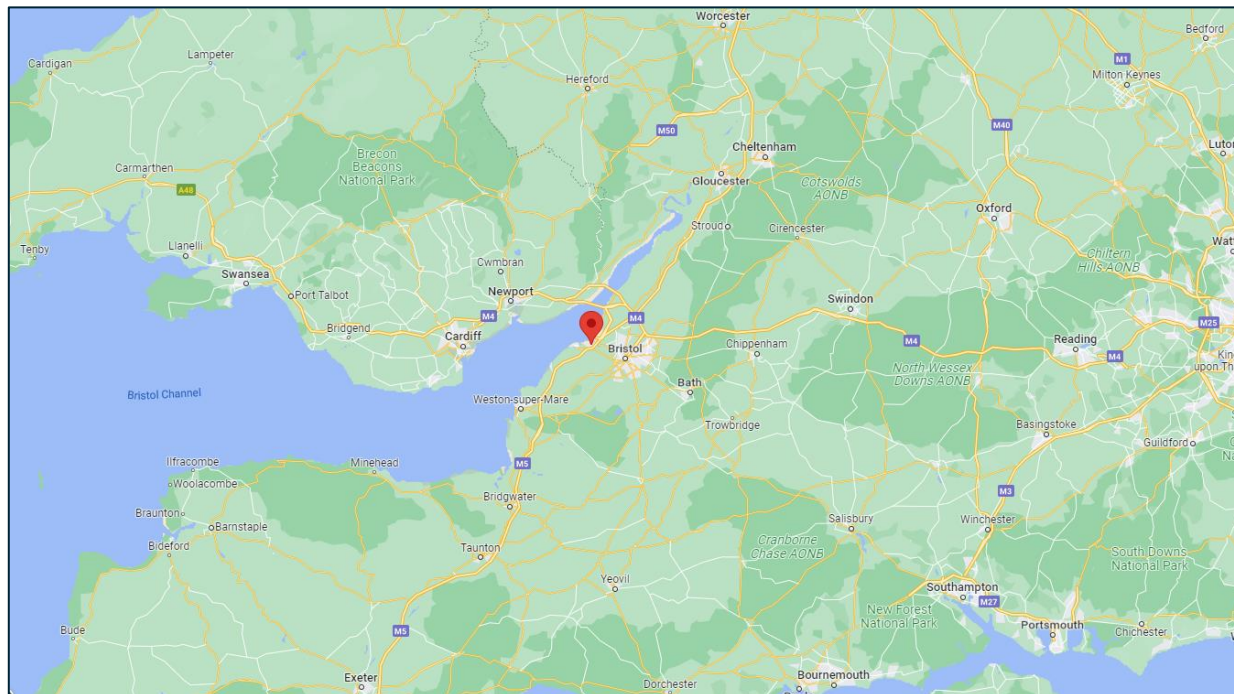 Worcester
Bedford
Cardigan
Lampeter
M1
Milton Keynes
Hereford
M40
M50
Cheltenham
Brecon
Beacons
National Park
Carmarthen
A48
Gloucester
Cotswolds
AONB
Oxford
Stroud
Cirencester
Tenby
Llanelli
Swansea
Cwmbran
Chiltern
Hills AONB
Newport
Port Talbot
Swindon
M4
Bridgend
M4
Cardiff
M4
Bristol
Chippenham
M4
Reading
M4
M25
upon Th
North Wessex
Downs AONB
Bath
Bristol Channel
Weston-super-Mare
Trowbridge
Basingstoke
Guildford
Ilfracombe
Minehead
M5
Woolacombe
M3
Bridgwater
Braunton
Barnstaple
Salisbury
Winchester
Bideford
Taunton
Cranborne
Chase AONB
South Downs
National Park
Yeovil
Southampton
M27
New Forest
National Park
Bude
M5
Portsmouth
Chichester
Exeter
Dorchester
Bournemouth